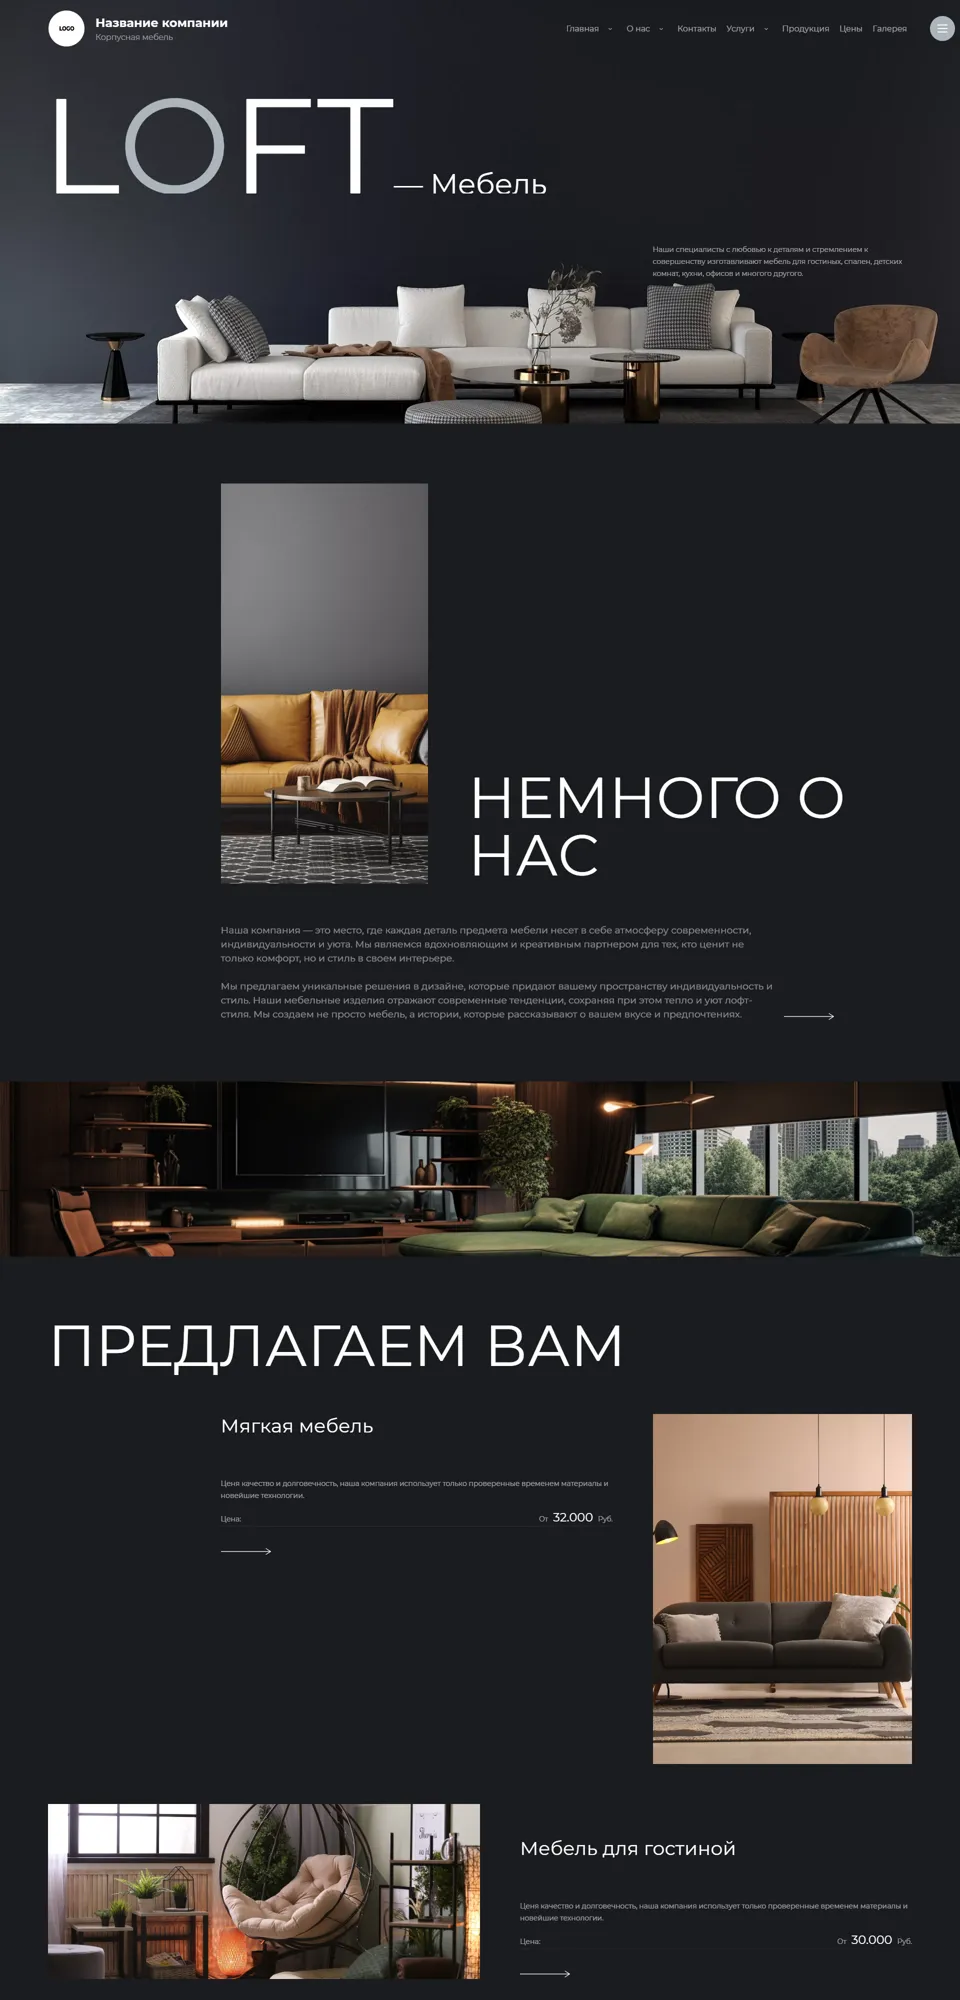 LOGO
Название компании
Корпусная мебель
Главная О нас Контакты Услуги Продукция Цены Галерея
LOFT — Мебель
Наши специалисты с любовью к деталям и стремлением к
совершенству изготавливают мебель для гостиных, спален, детских
комнат, кухни, офисов и многого другого.
НЕМНОГО О
НАС
Наша компания — это место, где каждая деталь предмета мебели несет в себе атмосферу современности,
индивидуальности и уюта. Мы являемся вдохновляющим и креативным партнером для тех, кто ценит не
только комфорт, но и стиль в своем интерьере.
Мы предлагаем уникальные решения в дизайне, которые придают вашему пространству индивидуальность и
стиль. Наши мебельные изделия отражают современные тенденции, сохраняя при этом тепло и уют лофт-
стиля. Мы создаем не просто мебель, а истории, которые рассказывают о вашем вкусе и предпочтениях.
ПРЕДЛАГАЕМ ВАМ
Мягкая мебель
Ценя качество и долговечность, наша компания использует только проверенные временем материалы и
новейшие технологии.
Цена: От 32.000 Руб.
Мебель для гостиной
Ценя качество и долговечность, наша компания использует только проверенные временем материалы и
новейшие технологии.
Цена: От 30.000 Руб.